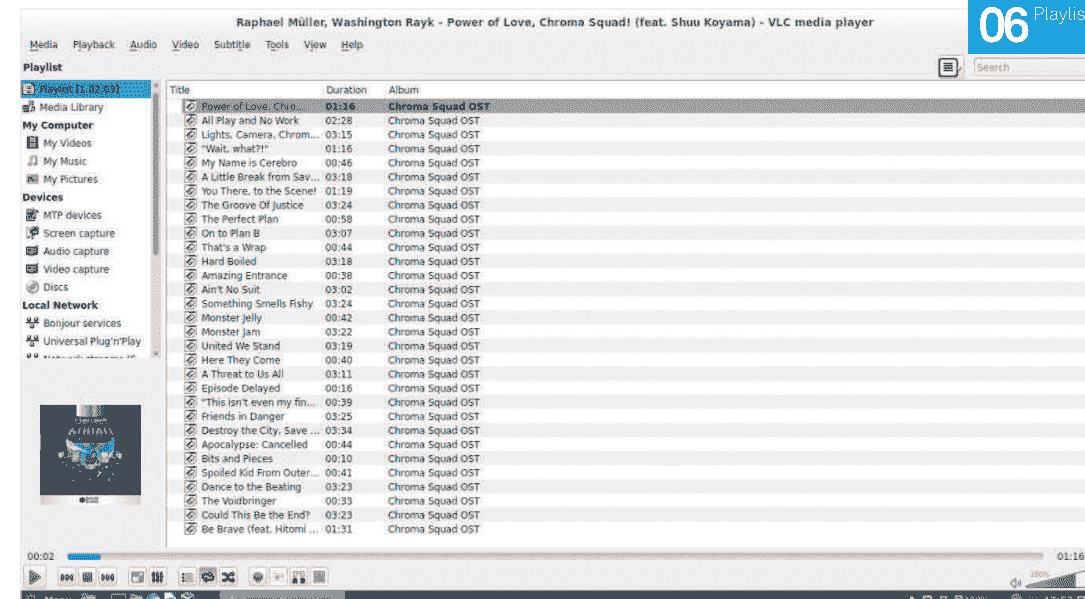 Raphael Müller, Washington Rayk - Power of Love, Chroma Squad! (feat. Shuu Koyama) - VLC media player
06 Playlis
Media Playback Audio Video Subtitle Tools View Help
Playlist
Search
Playlist [1:02:03]
Media Library
My Computer
My Videos
My Music
My Pictures
Devices
MTP devices
Screen capture
Audio capture
Video capture
Discs
Local Network
Bonjour services
Universal Plug'n'Play
Title Duration Album
Power of Love, Chro... 01:16 Chroma Squad OST
All Play and No Work 02:28 Chroma Squad OST
Lights, Camera, Chrom... 03:15 Chroma Squad OST
"Wait, what?!" 01:16 Chroma Squad OST
My Name is Cerebro 00:46 Chroma Squad OST
A Little Break from Sav... 03:18 Chroma Squad OST
You There, to the Scene! 01:19 Chroma Squad OST
The Groove Of Justice 03:24 Chroma Squad OST
The Perfect Plan 00:58 Chroma Squad OST
On to Plan B 03:07 Chroma Squad OST
That's a Wrap 00:44 Chroma Squad OST
Hard Boiled 03:18 Chroma Squad OST
Amazing Entrance 00:38 Chroma Squad OST
Ain't No Suit 03:02 Chroma Squad OST
Something Smells Fishy 03:24 Chroma Squad OST
Monster Jelly 00:42 Chroma Squad OST
Monster Jam 03:22 Chroma Squad OST
United We Stand 03:19 Chroma Squad OST
Here They Come 00:40 Chroma Squad OST
A Threat to Us All 03:11 Chroma Squad OST
Episode Delayed 00:16 Chroma Squad OST
"This isn't even my fin... 00:39 Chroma Squad OST
Friends in Danger 03:25 Chroma Squad OST
Destroy the City, Save ... 03:34 Chroma Squad OST
Apocalypse: Cancelled 00:44 Chroma Squad OST
Bits and Pieces 00:10 Chroma Squad OST
Spoiled Kid From Outer... 00:41 Chroma Squad OST
Dance to the Beating 03:23 Chroma Squad OST
The Voidbringer 00:33 Chroma Squad OST
Could This Be the End? 03:23 Chroma Squad OST
Be Brave (feat. Hitomi ... 01:31 Chroma Squad OST
00:02 01:16
100%